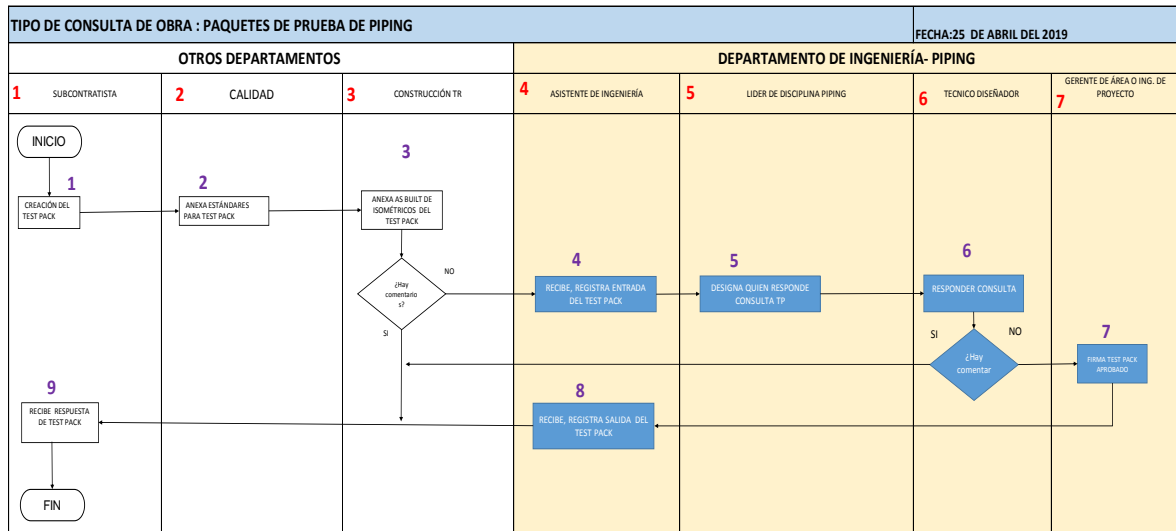 TIPO DE CONSULTA DE OBRA : PAQUETES DE PRUEBA DE PIPING
FECHA:25 DE ABRIL DEL 2019
OTROS DEPARTAMENTOS
DEPARTAMENTO DE INGENIERÍA- PIPING
1 SUBCONTRATISTA
2 CALIDAD
3 CONSTRUCCIÓN TR
4 ASISTENTE DE INGENIERÍA
5 LIDER DE DISCIPLINA PIPING
6 TECNICO DISEÑADOR
GERENTE DE ÁREA O ING. DE
PROYECTO
7
INICIO
1
CREACIÓN DEL
TEST PACK
2
ANEXA ESTÁNDARES
PARA TEST PACK
3
ANEXA AS BUILT DE
ISOMÉTRICOS DEL
TEST PACK
¿Hay
comentario
s?
NO
SI
4
RECIBE, REGISTRA ENTRADA
DEL TEST PACK
5
DESIGNA QUIEN RESPONDE
CONSULTA TP
6
RESPONDER CONSULTA
SI
NO
¿Hay
comentar
7
FIRMA TEST PACK
APROBADO
8
RECIBE, REGISTRA SALIDA DEL
TEST PACK
9
RECIBE RESPUESTA
DE TEST PACK
FIN